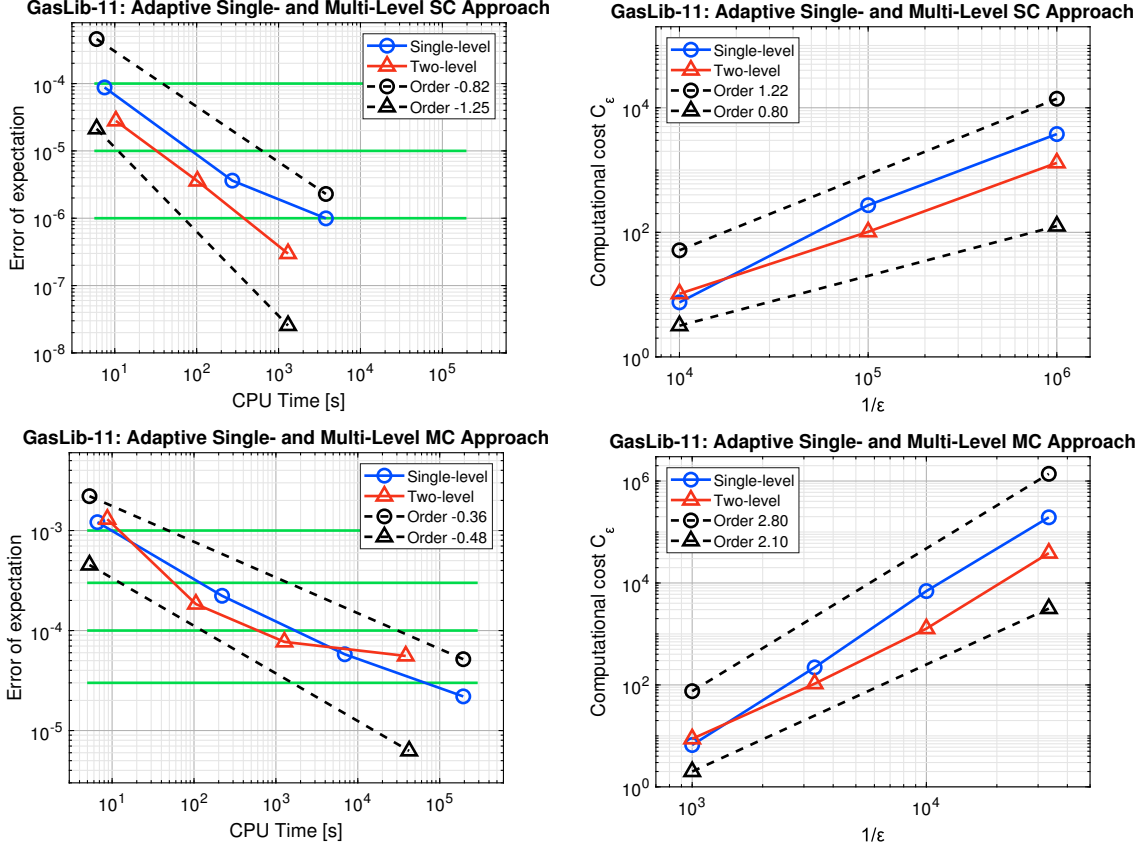 GasLib-11: Adaptive Single- and Multi-Level SC Approach
Single-level
Two-level
Order -0.82
Order -1.25
10^-4
10^-5
10^-6
10^-7
10^-8
Error of expectation
10^1
10^2
10^3
10^4
10^5
CPU Time [s]
GasLib-11: Adaptive Single- and Multi-Level SC Approach
Single-level
Two-level
Order 1.22
Order 0.80
10^4
10^2
10^0
Computational cost C_ε
10^4
10^5
10^6
1/ε
GasLib-11: Adaptive Single- and Multi-Level MC Approach
Single-level
Two-level
Order -0.36
Order -0.48
10^-3
10^-4
10^-5
Error of expectation
10^1
10^2
10^3
10^4
10^5
CPU Time [s]
GasLib-11: Adaptive Single- and Multi-Level MC Approach
Single-level
Two-level
Order 2.80
Order 2.10
10^6
10^4
10^2
10^0
Computational cost C_ε
10^3
10^4
1/ε